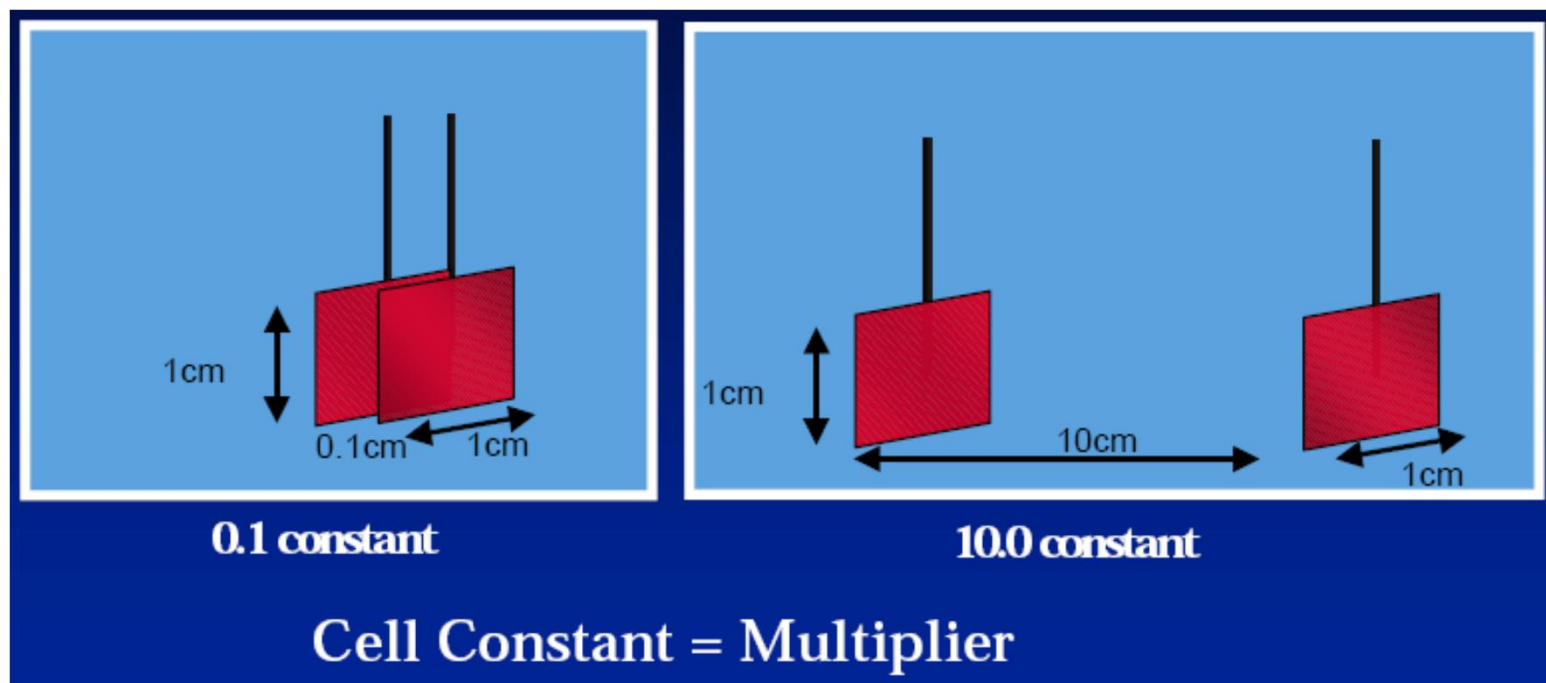 1cm
0.1cm
1cm
0.1 constant
1cm
10cm
1cm
10.0 constant
Cell Constant = Multiplier